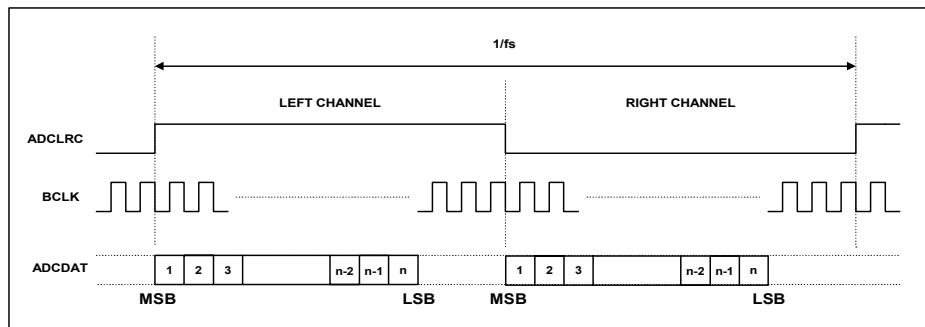 1/fs
LEFT CHANNEL RIGHT CHANNEL
ADCLRC
BCLK
ADCDAT 1 2 3 n-2 n-1 n 1 2 3 n-2 n-1 n
MSB LSB MSB LSB